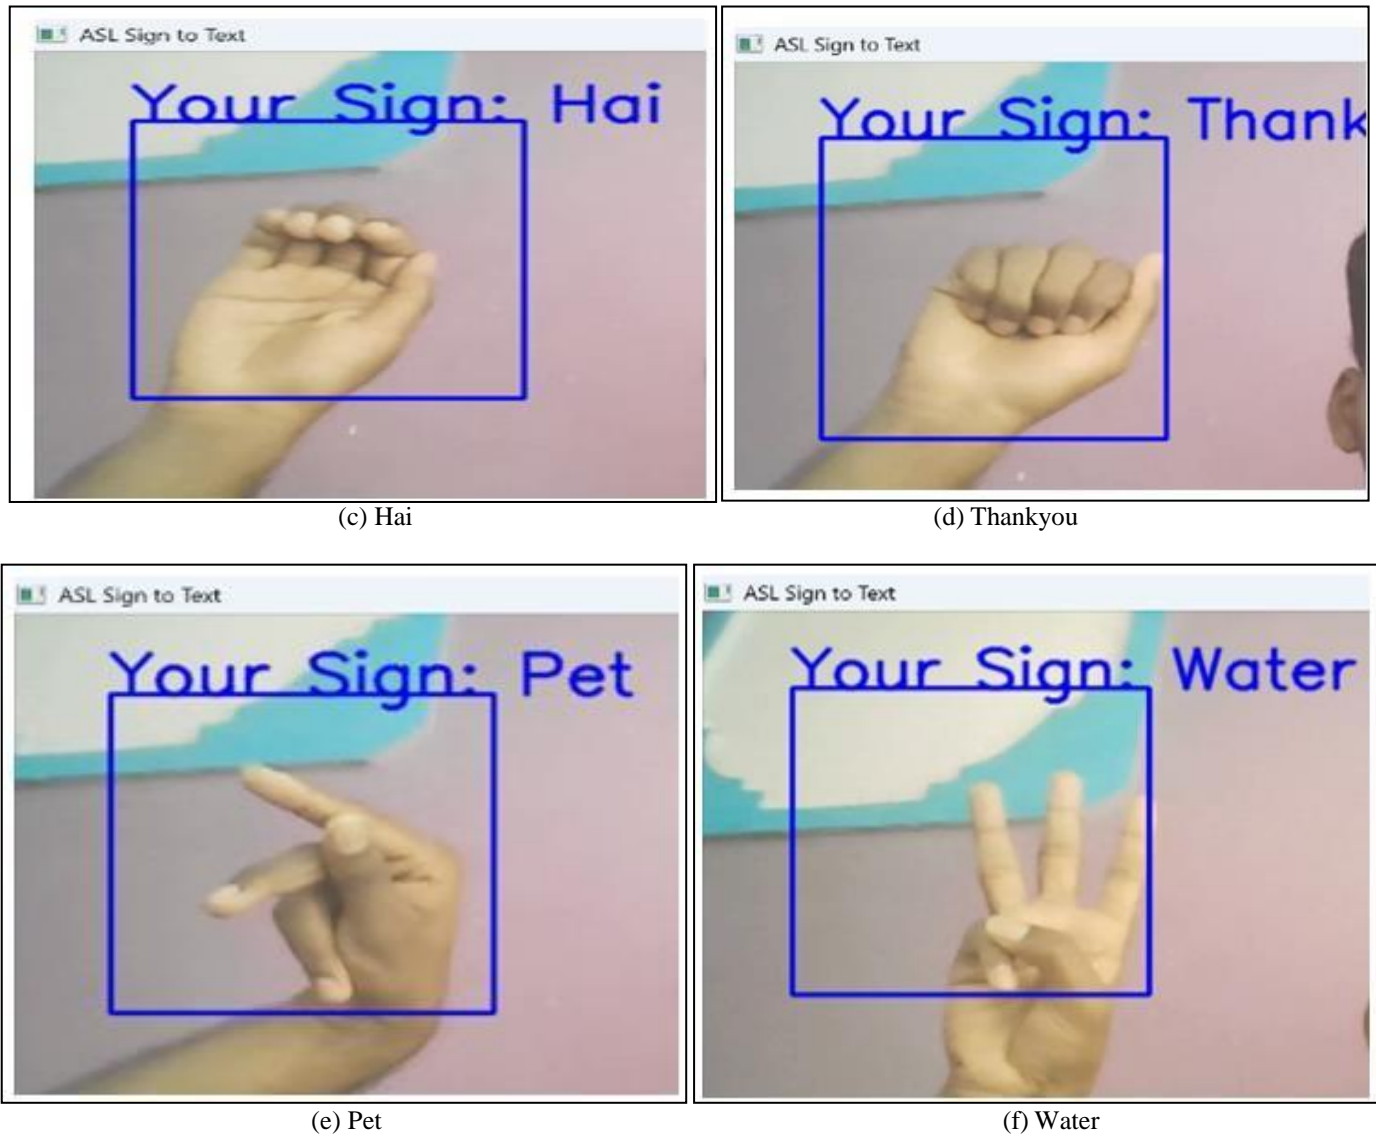 ASL Sign to Text
Your Sign: Hai
ASL Sign to Text
Your Sign: Thank
(c) Hai
(d) Thankyou
ASL Sign to Text
Your Sign: Pet
ASL Sign to Text
Your Sign: Water
(e) Pet
(f) Water